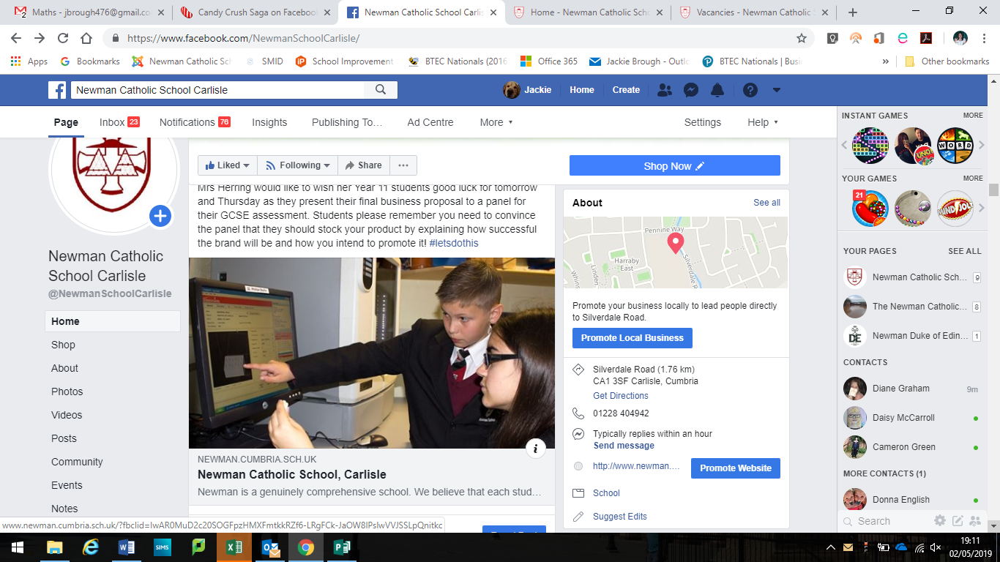 Maths - jbrough476@gmail.co
Candy Crush Saga on Facebook
Newman Catholic School Carlis
Home - Newman Catholic Scho
Vacancies - Newman Catholic S
https://www.facebook.com/NewmanSchoolCarlisle/
Apps
Bookmarks
Newman Catholic Sch
SMID
School Improvement
BTEC Nationals (2016
Office 365
Jackie Brough - Outlo
BTEC Nationals | Busi
»
Other bookmarks
Newman Catholic School Carlisle
Jackie
Home
Create
Page
Inbox 23
Notifications 76
Insights
Publishing To...
Ad Centre
More
Settings
Help
Liked
Following
Share
Shop Now
Newman Catholic
School Carlisle
@NewmanSchoolCarlisle
Home
Shop
About
Photos
Videos
Posts
Community
Events
Notes
Mrs Herring would like to wish her Year 11 students good luck for tomorrow
and Thursday as they present their final business proposal to a panel for
their GCSE assessment. Students please remember you need to convince
the panel that they should stock your product by explaining how successful
the brand will be and how you intend to promote it! #letsdothis
NEWMAN.CUMBRIA.SCH.UK
Newman Catholic School, Carlisle
Newman is a genuinely comprehensive school. We believe that each stud...
About
See all
Pennine Way
Harraby
East
Silverdale R
Linden
Promote your business locally to lead people directly
to Silverdale Road.
Promote Local Business
Silverdale Road (1.76 km)
CA1 3SF Carlisle, Cumbria
Get Directions
01228 404942
Typically replies within an hour
Send message
http://www.newman....
Promote Website
School
Suggest Edits
INSTANT GAMES
MORE
UNO
WORD
YOUR GAMES
MORE
21
YOUR PAGES
SEE ALL
Newman Catholic Sch... 9
The Newman Catholic... 8
Newman Duke of Edin... 1
CONTACTS
Diane Graham 9m
Daisy McCarroll
Cameron Green
MORE CONTACTS (1)
Donna English
Search
www.newman.cumbria.sch.uk/?fbclid=IwAR0MuD2c20SOGFpzHMXFmtkkRZf6-LRgFCk-JaOW8IPsIwVVJSSLpQnitkc
SIMS
19:11
02/05/2019